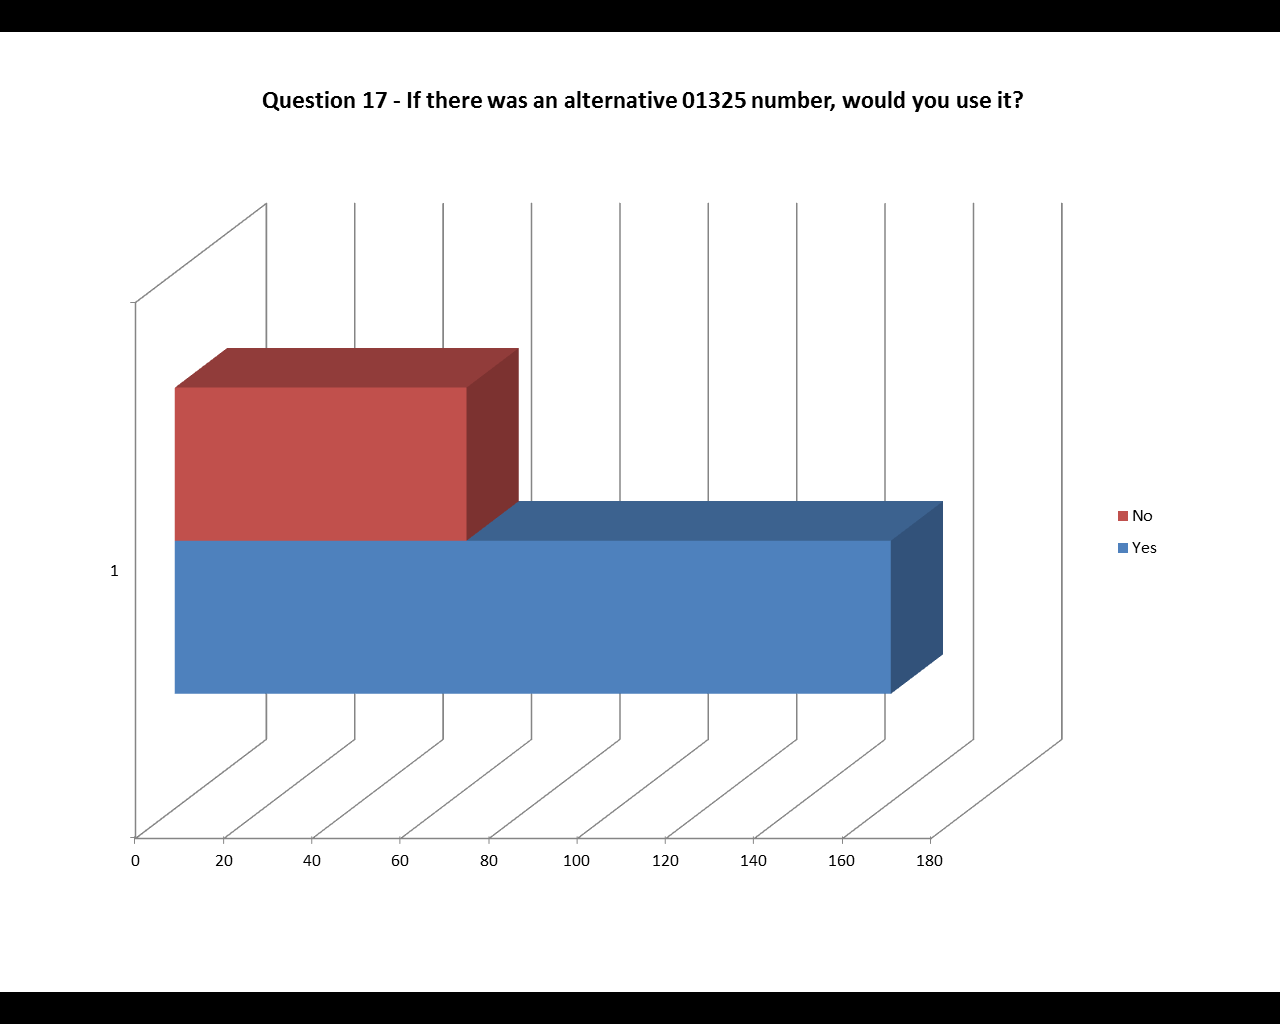 Question 17 - If there was an alternative 01325 number, would you use it?
No
Yes
1
0 20 40 60 80 100 120 140 160 180